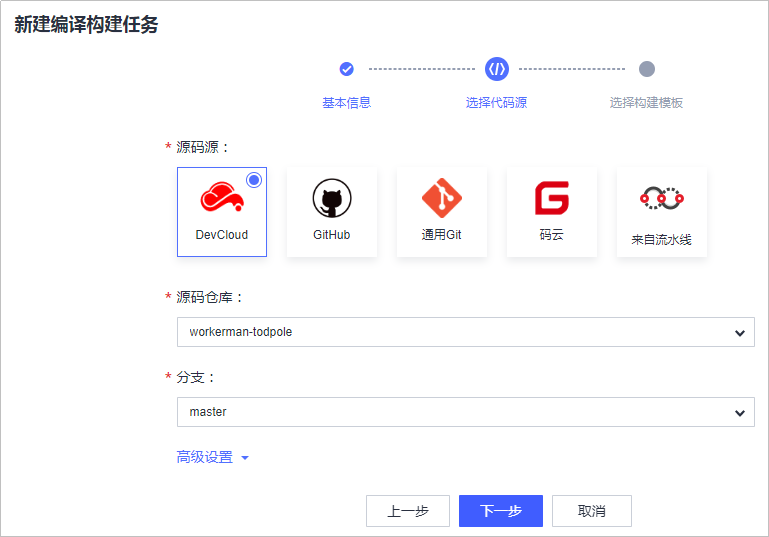 新建编译构建任务
基本信息
选择代码源
选择构建模板
* 源码源：
DevCloud
GitHub
通用Git
码云
来自流水线
* 源码仓库：
workerman-todpole
* 分支：
master
高级设置
上一步
下一步
取消